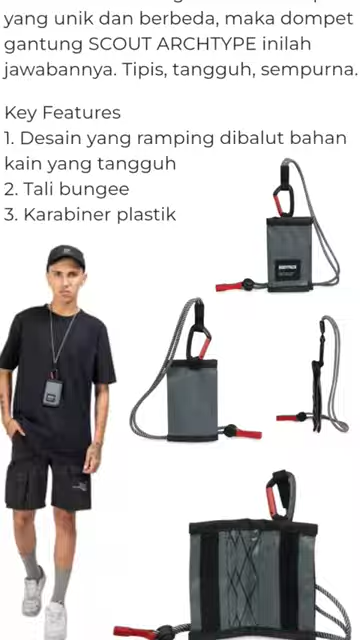 yang unik dan berbeda, maka dompet
gantung SCOUT ARCHTYPE inilah
jawabannya. Tipis, tangguh, sempurna.
Key Features
1. Desain yang ramping dibalut bahan
kain yang tangguh
2. Tali bungee
3. Karabiner plastik